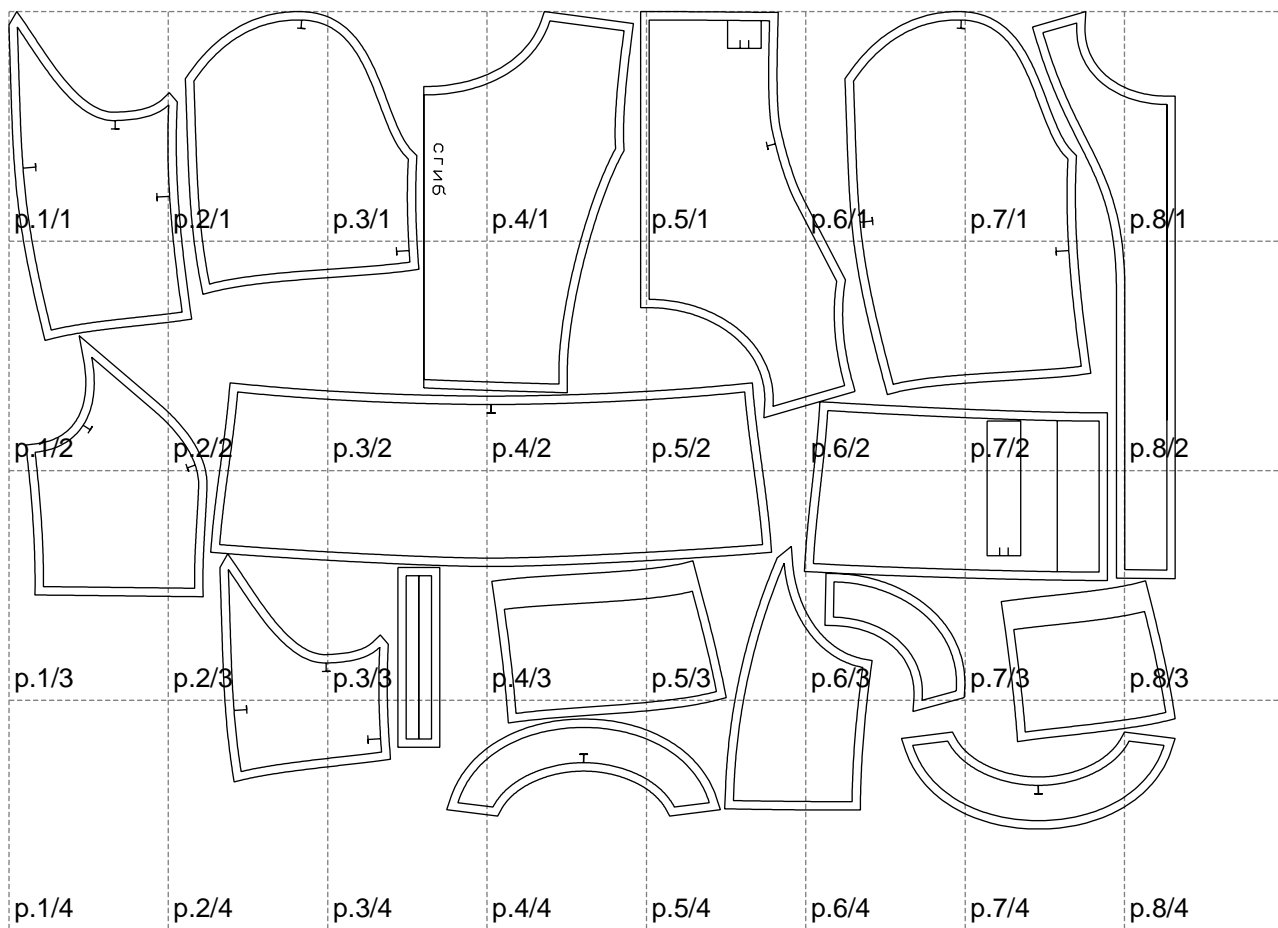 сгиб
p.1/1 p.2/1 p.3/1 p.4/1 p.5/1 p.6/1 p.7/1 p.8/1
p.1/2 p.2/2 p.3/2 p.4/2 p.5/2 p.6/2 p.7/2 p.8/2
p.1/3 p.2/3 p.3/3 p.4/3 p.5/3 p.6/3 p.7/3 p.8/3
p.1/4 p.2/4 p.3/4 p.4/4 p.5/4 p.6/4 p.7/4 p.8/4